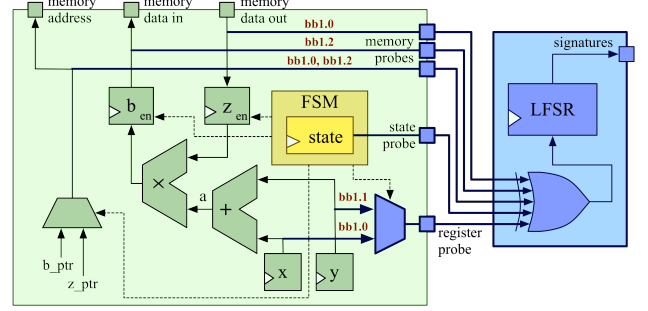 memory address
memory data in
memory data out
bb1.0
bb1.2
bb1.0, bb1.2
memory probes
signatures
b
en
z
en
FSM
state
state probe
LFSR
×
a
+
bb1.1
bb1.0
register probe
x
y
b_ptr
z_ptr